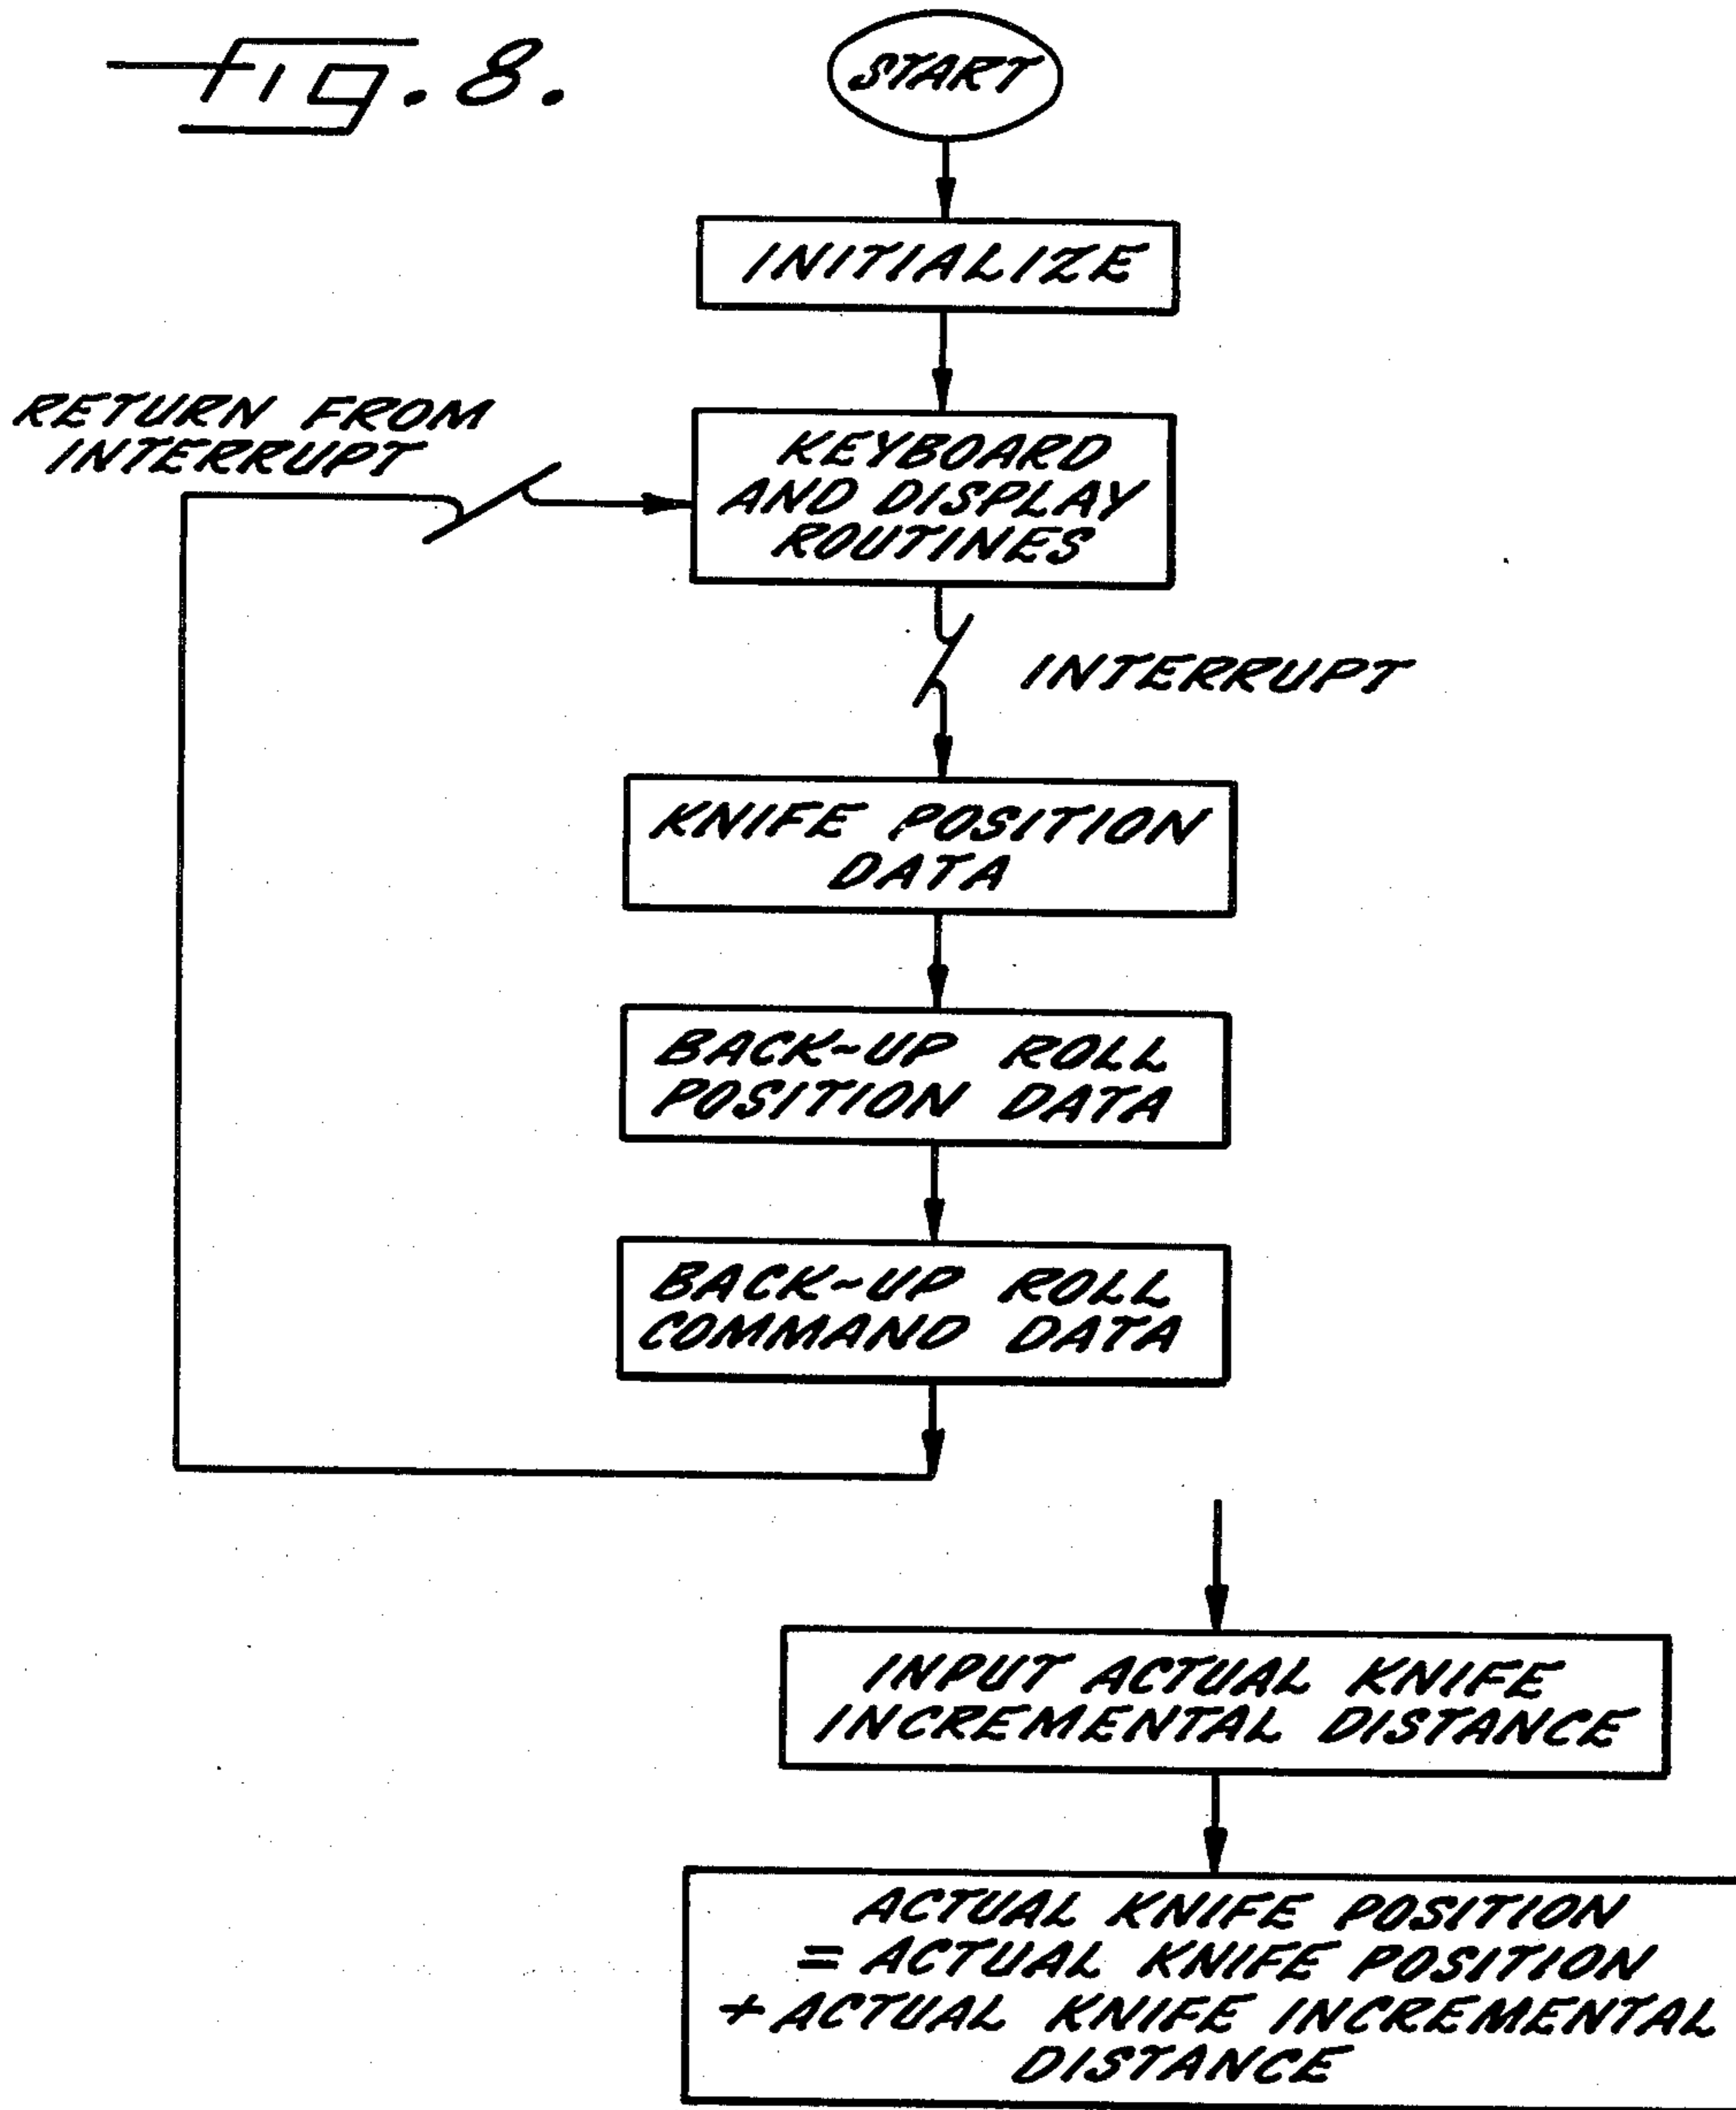 Fig. 8.
START
INITIALIZE
RETURN FROM
INTERRUPT
KEYBOARD
AND DISPLAY
ROUTINES
INTERRUPT
KNIFE POSITION
DATA
BACK-UP ROLL
POSITION DATA
BACK-UP ROLL
COMMAND DATA
INPUT ACTUAL KNIFE
INCREMENTAL DISTANCE
ACTUAL KNIFE POSITION
= ACTUAL KNIFE POSITION
+ ACTUAL KNIFE INCREMENTAL
DISTANCE